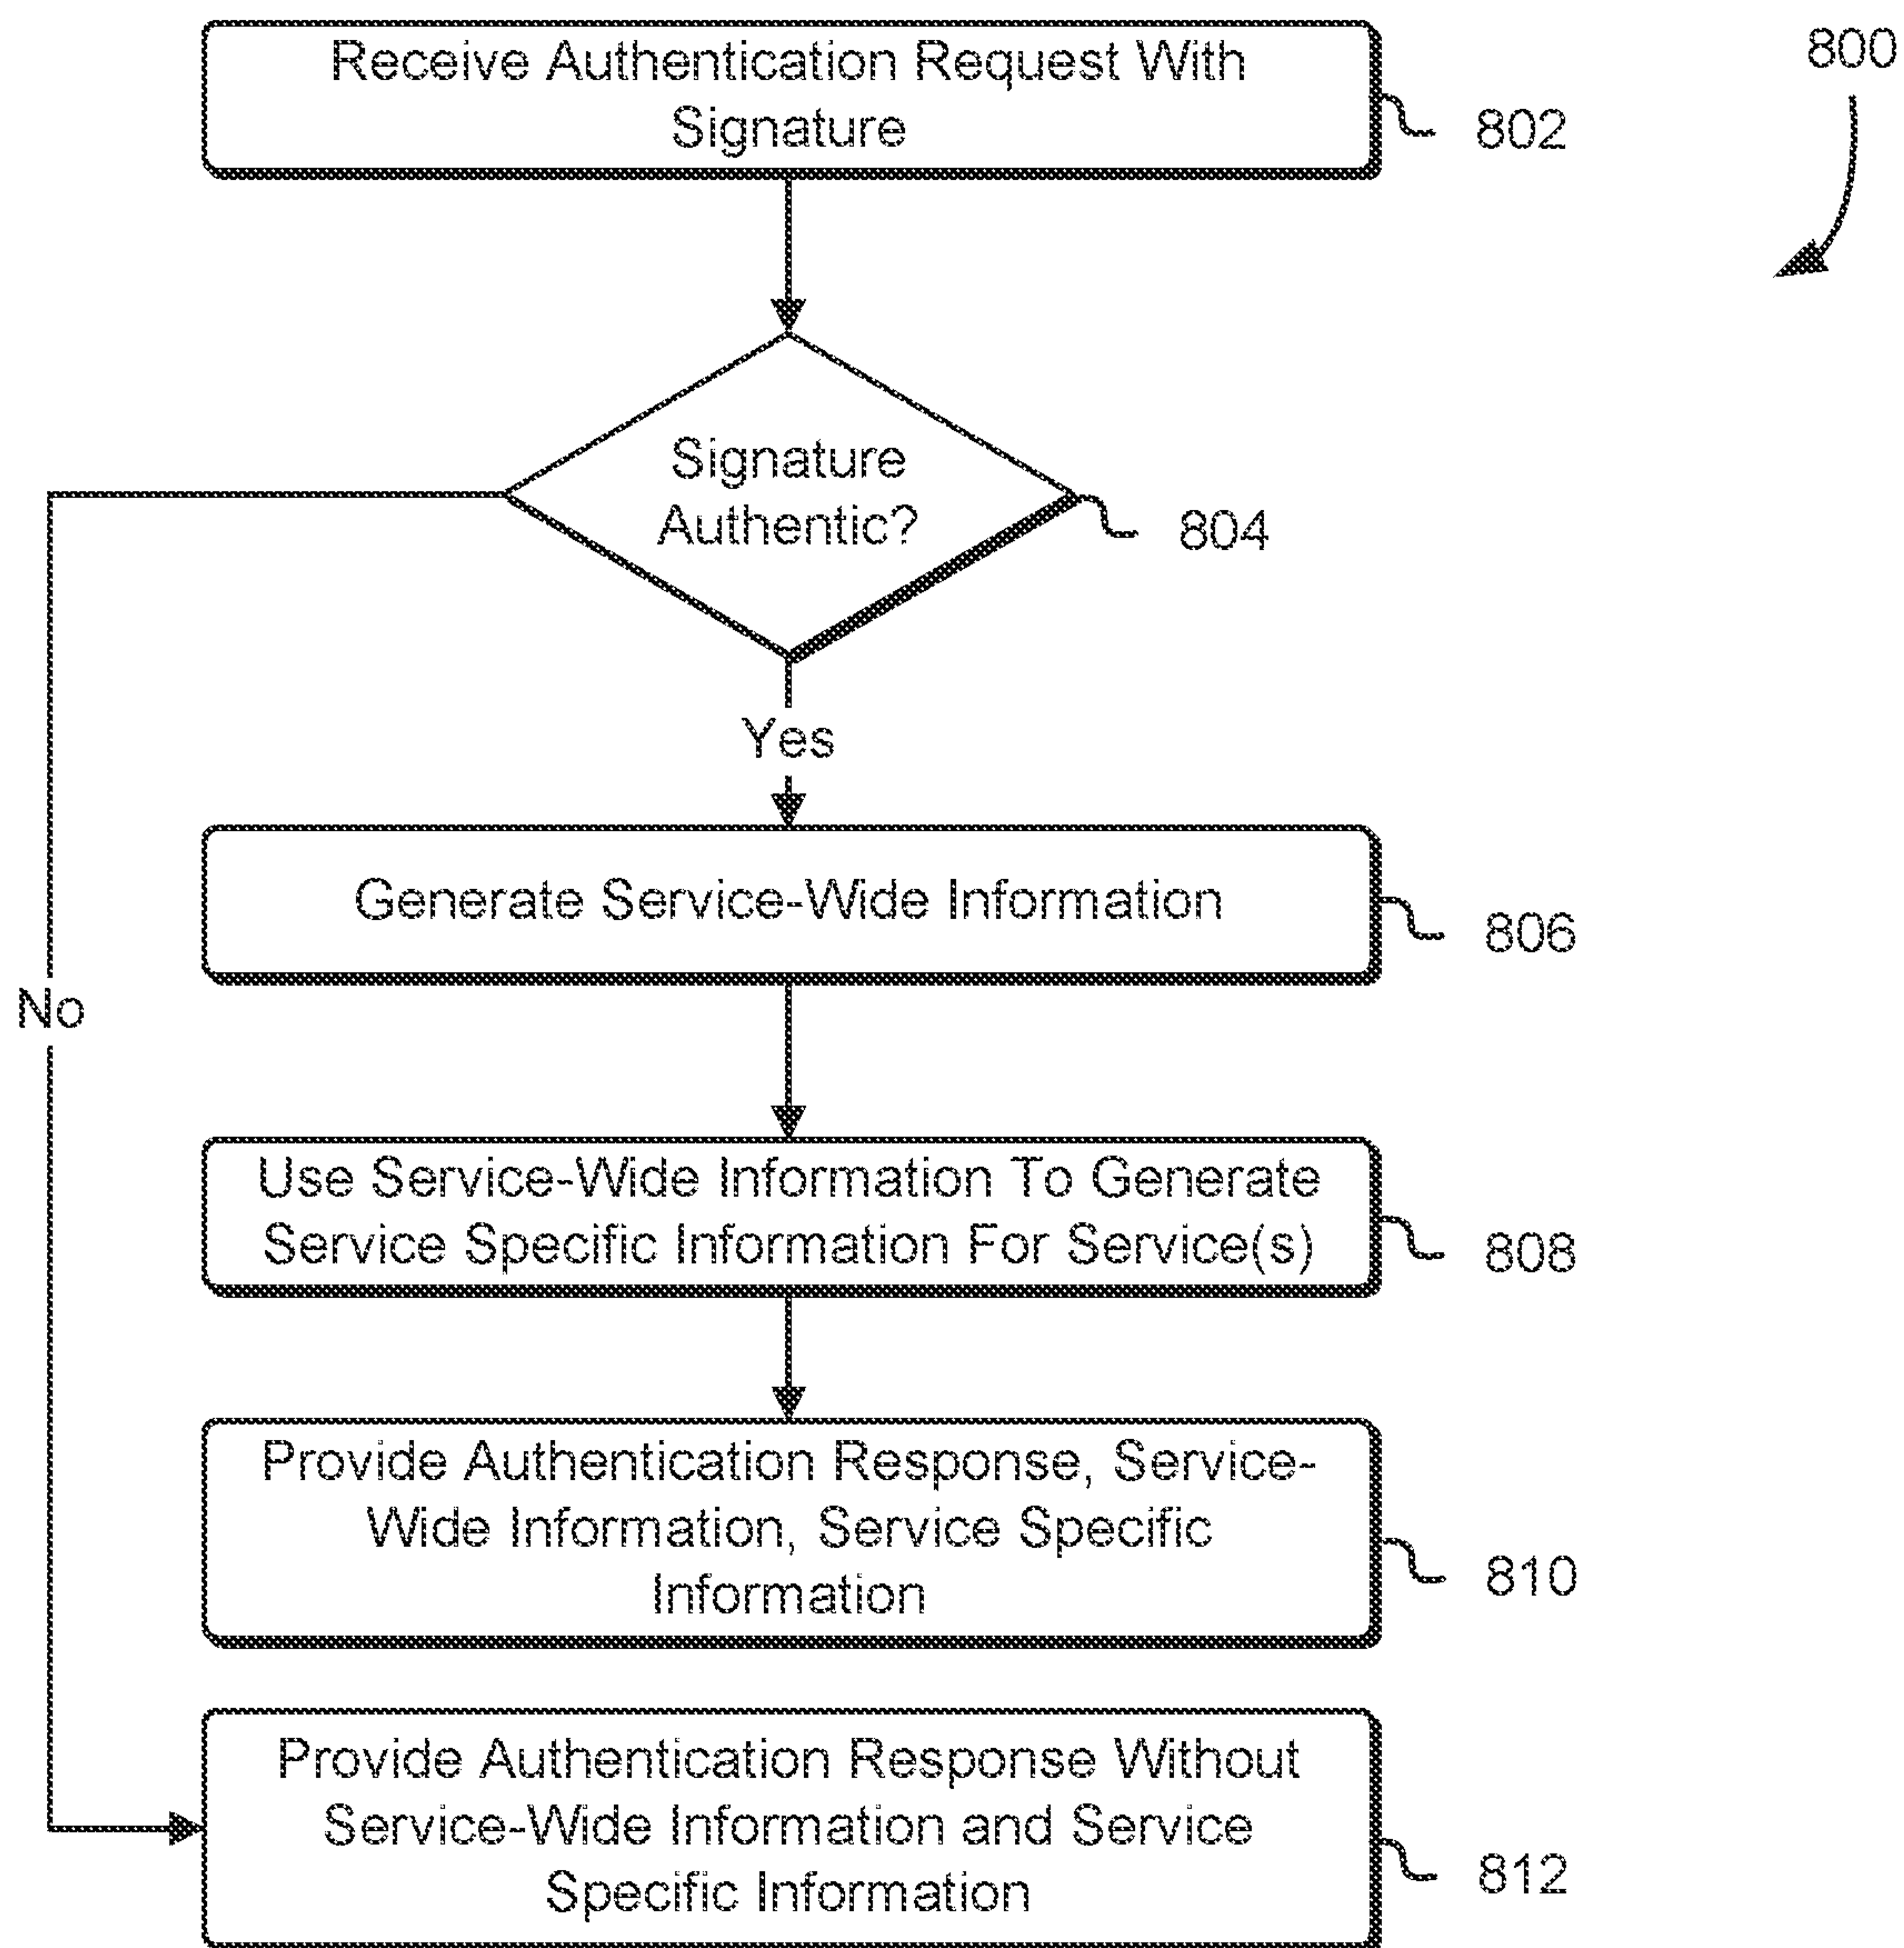 Receive Authentication Request With
Signature
800
802
Signature
Authentic?
804
Yes
Generate Service-Wide Information
806
No
Use Service-Wide Information To Generate
Service Specific Information For Service(s)
808
Provide Authentication Response, Service-
Wide Information, Service Specific
Information
810
Provide Authentication Response Without
Service-Wide Information and Service
Specific Information
812